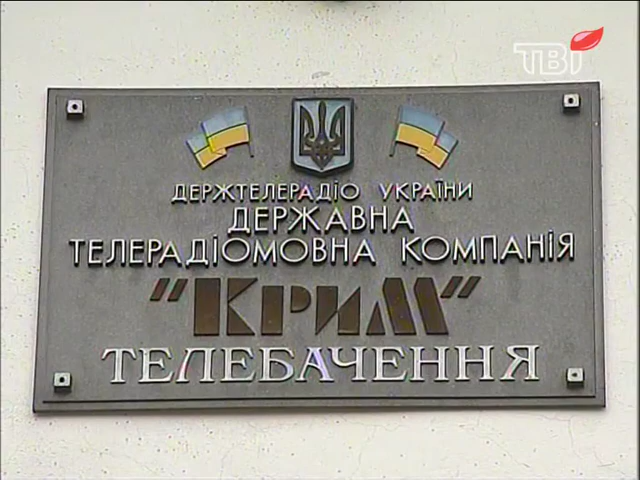 ТВі
ДЕРЖТЕЛЕРАДІО УКРАЇНИ
ДЕРЖАВНА
ТЕЛЕРАДІОМОВНА КОМПАНІЯ
"КРИМ"
ТЕЛЕБАЧЕННЯ